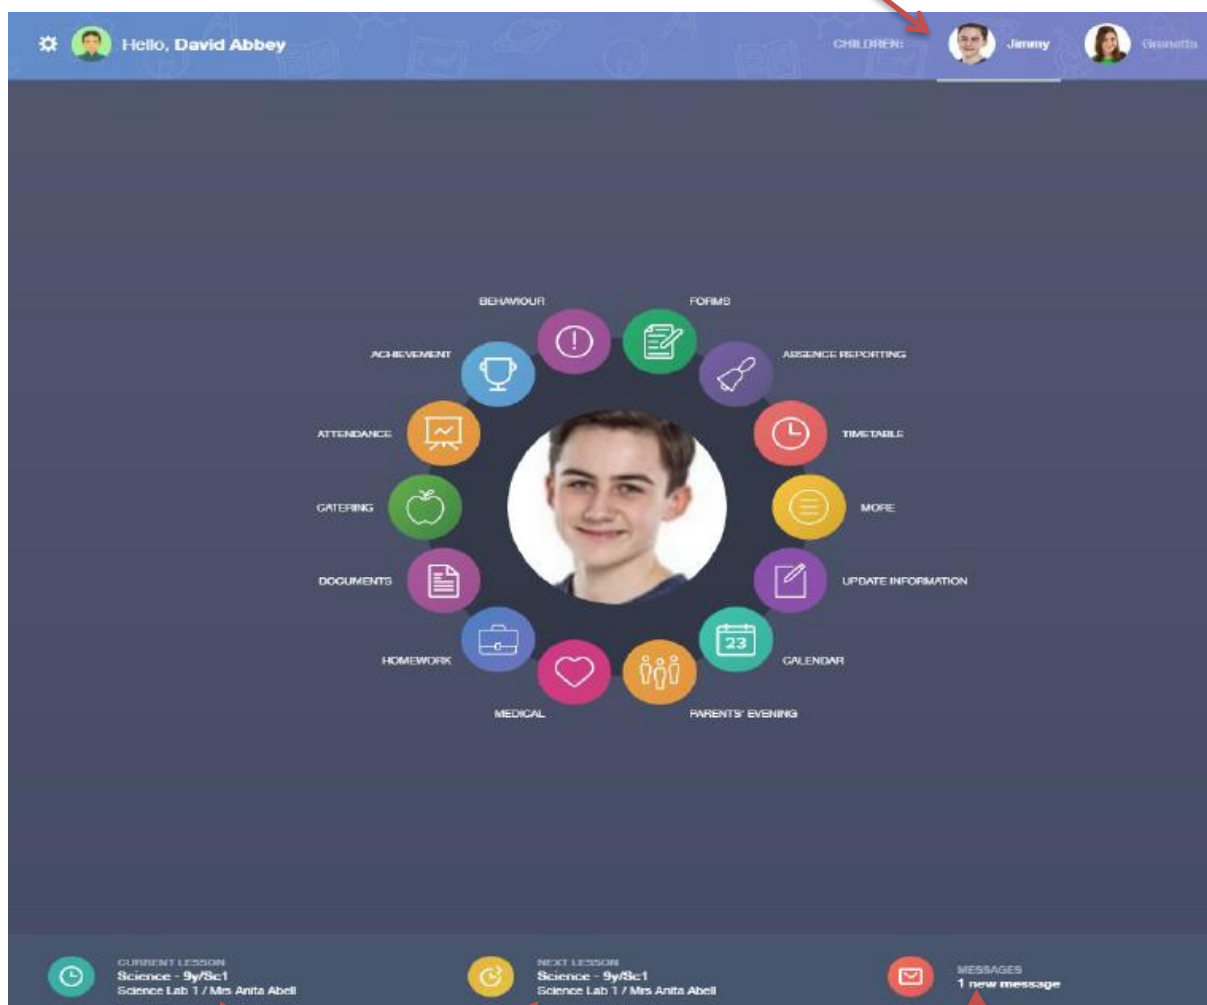 Hello, David Abbey
CHILDREN:
Jimmy
BEHAVIOUR
FORMS
ACHIEVEMENT
ABSENCE REPORTING
ATTENDANCE
TIMETABLE
CATERING
MORE
DOCUMENTS
UPDATE INFORMATION
23
HOMEWORK
CALENDAR
MEDICAL
PARENTS' EVENING
CURRENT LESSON
Science - 9y/Sc1
Science Lab 1 / Mrs Anita Abell
NEXT LESSON
Science - 9y/Sc1
Science Lab 1 / Mrs Anita Abell
MESSAGES
1 new message